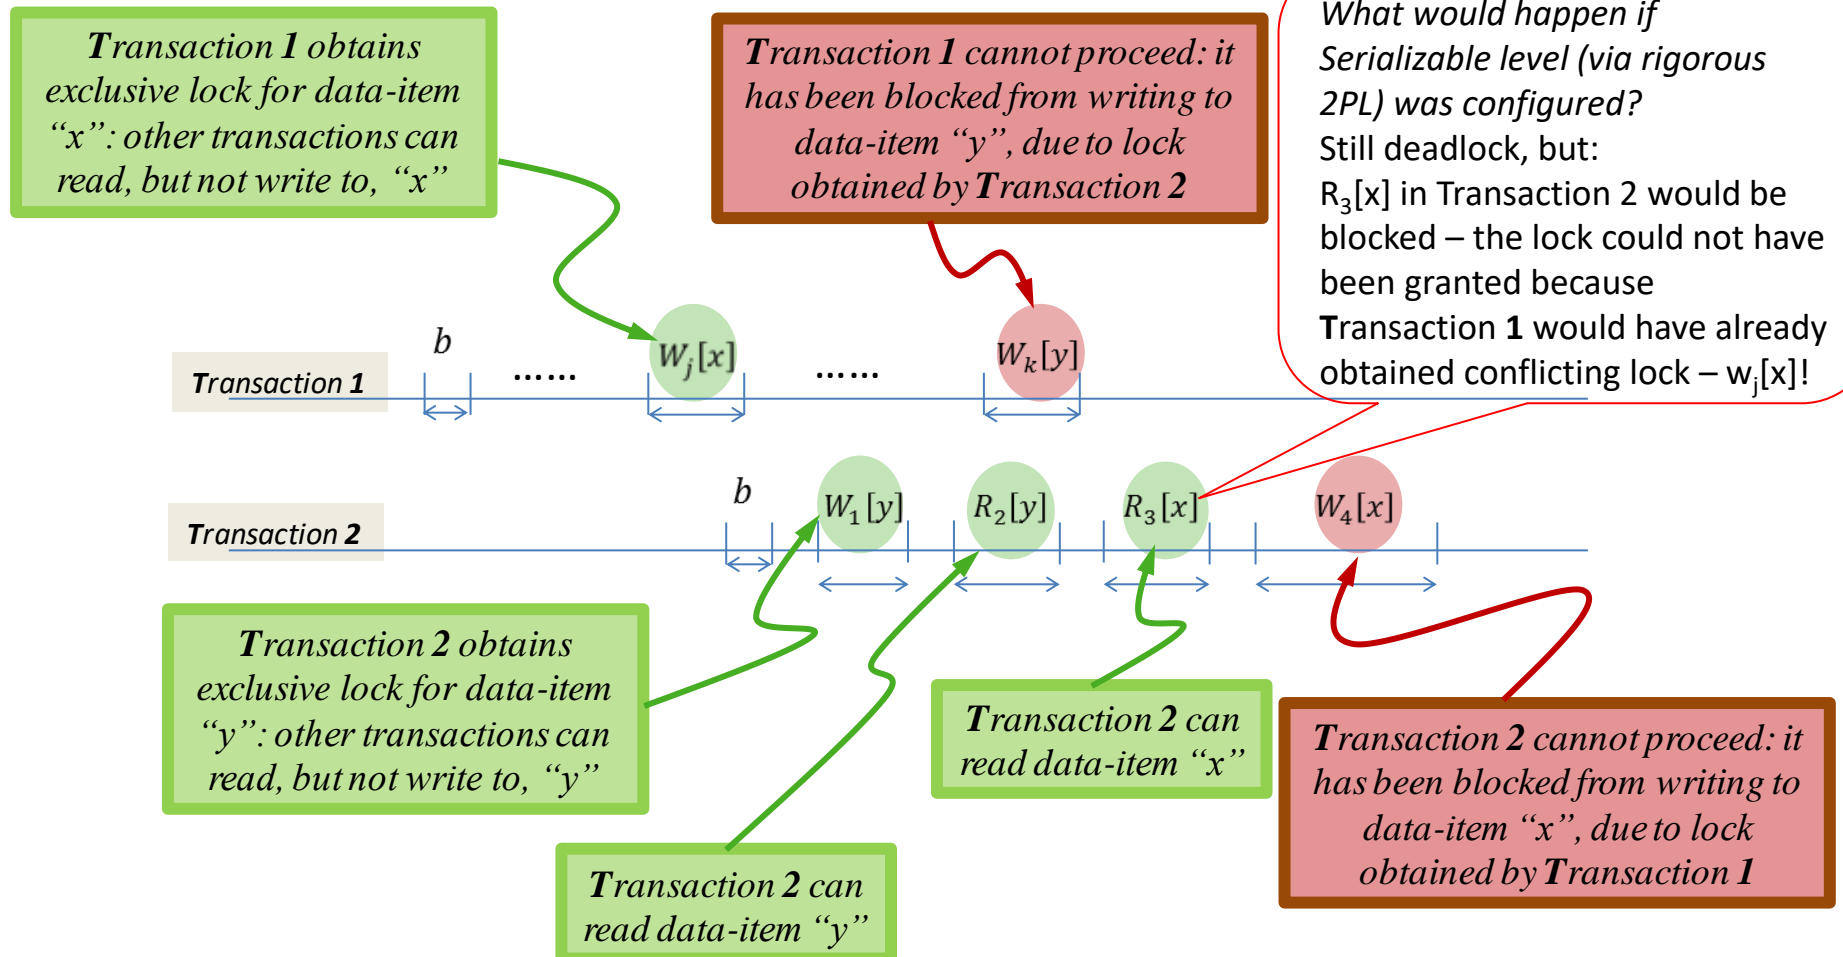 Transaction 1 obtains
exclusive lock for data-item
“x”: other transactions can
read, but not write to, “x”
Transaction 1 cannot proceed: it
has been blocked from writing to
data-item “y”, due to lock
obtained by Transaction 2
What would happen if
Serializable level (via rigorous
2PL) was configured?
Still deadlock, but:
R₃[x] in Transaction 2 would be
blocked – the lock could not have
been granted because
Transaction 1 would have already
obtained conflicting lock – wⱼ[x]!
Transaction 1
b
......
Wⱼ[x]
......
Wₖ[y]
Transaction 2
b
W₁[y]
R₂[y]
R₃[x]
W₄[x]
Transaction 2 obtains
exclusive lock for data-item
“y”: other transactions can
read, but not write to, “y”
Transaction 2 can
read data-item “y”
Transaction 2 can
read data-item “x”
Transaction 2 cannot proceed: it
has been blocked from writing to
data-item “x”, due to lock
obtained by Transaction 1